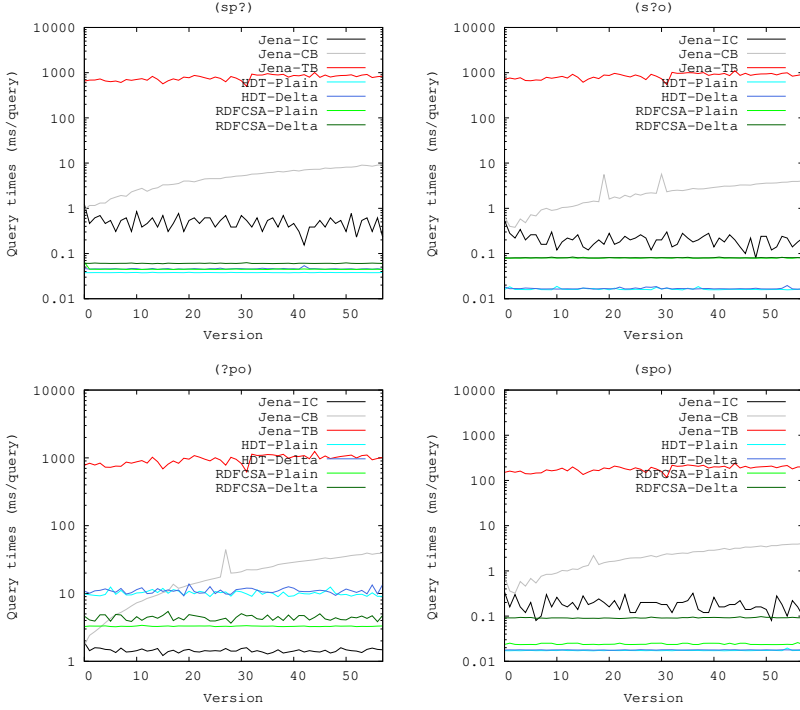 (sp?)
10000
1000
100
10
1
0.1
0.01
Query times (ms/query)
Jena-IC
Jena-CB
Jena-TB
HDT-Plain
HDT-Delta
RDFCSA-Plain
RDFCSA-Delta
0 10 20 30 40 50
Version
(s?o)
10000
1000
100
10
1
0.1
0.01
Query times (ms/query)
Jena-IC
Jena-CB
Jena-TB
HDT-Plain
HDT-Delta
RDFCSA-Plain
RDFCSA-Delta
0 10 20 30 40 50
Version
(?po)
10000
1000
100
10
1
Query times (ms/query)
Jena-IC
Jena-CB
Jena-TB
HDT-Plain
HDT-Delta
RDFCSA-Plain
RDFCSA-Delta
0 10 20 30 40 50
Version
(spo)
10000
1000
100
10
1
0.1
0.01
Query times (ms/query)
Jena-IC
Jena-CB
Jena-TB
HDT-Plain
HDT-Delta
RDFCSA-Plain
RDFCSA-Delta
0 10 20 30 40 50
Version